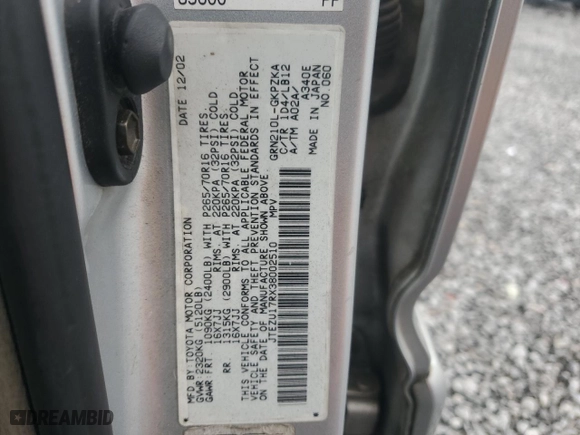 MFD. BY TOYOTA MOTOR CORPORATION DATE 12/02
GVWR 2320KG (5120LB)
GAWR FRT 1090KG (2400LB) WITH P265/70R16 TIRES,
16X7JJ RIMS, AT 220KPA (32PSI) COLD
RR 1315KG (2900LB) WITH P265/70R16 TIRES,
16X7JJ RIMS, AT 220KPA (32PSI) COLD
THIS VEHICLE CONFORMS TO ALL APPLICABLE FEDERAL MOTOR
VEHICLE SAFETY AND THEFT PREVENTION STANDARDS IN EFFECT
ON THE DATE OF MANUFACTURE SHOWN ABOVE.
JTEZU17RX38002510 MPV
GRN210L-GKPZKA
C/TR 1D4/LB12
A/TM A02A/ A340E
MADE IN JAPAN
NO 060
DREAMBID